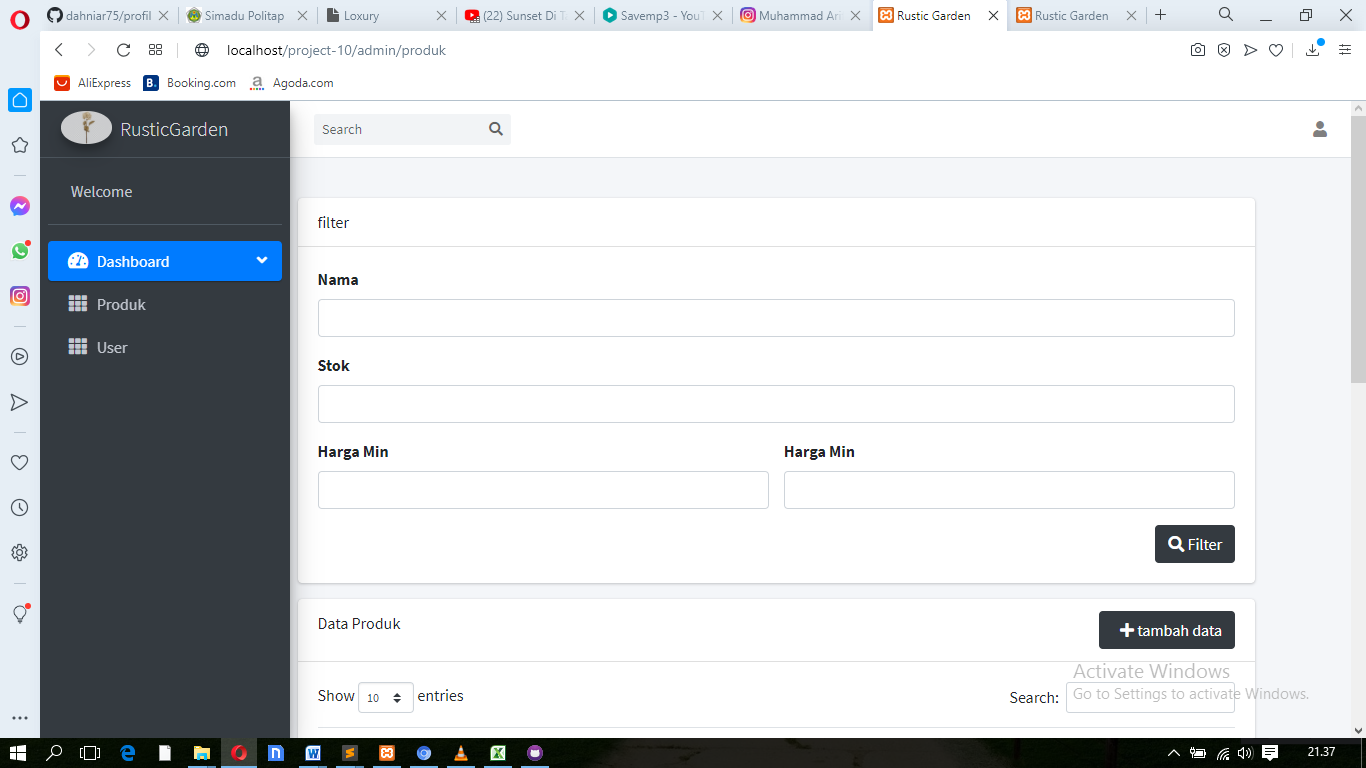 dahniar75/profil
Simadu Politap
Loxury
(22) Sunset Di T
Savemp3 - YouT
Muhammad Ari
Rustic Garden
Rustic Garden
localhost/project-10/admin/produk
AliExpress
B.
Booking.com
a
Agoda.com
RusticGarden
Search
Welcome
Dashboard
Produk
User
filter
Nama
Stok
Harga Min
Harga Min
Filter
Data Produk
tambah data
Show 10 entries
Search:
Activate Windows
Go to Settings to activate Windows.
21.37